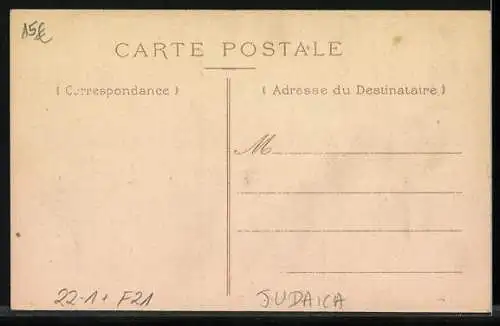 15€
CARTE POSTALE
(Correspondance)
(Adresse du Destinataire)
M
22-1+ F21
JUDAICA